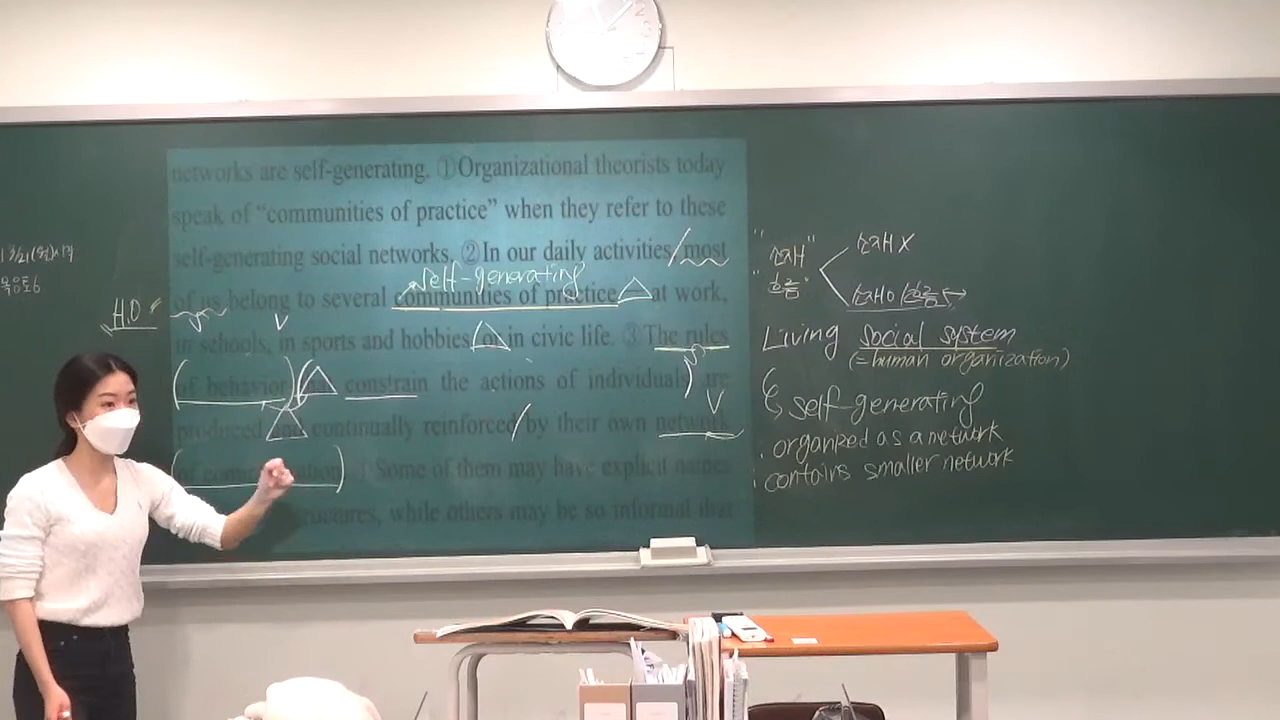 networks are self-generating. ①Organizational theorists today
speak of “communities of practice” when they refer to these
self-generating social networks. ②In our daily activities, most
self-generating
of us belong to several communities of practice — at work,
in schools, in sports and hobbies, or in civic life. ③The rules
of behavior that constrain the actions of individuals are
produced and continually reinforced by their own network
of communication. Some of them may have explicit names
structures, while others may be so informal that
H.O
"소재"
"흐름"
소재 X
소재O 흐름
Living social system
(=human organization)
self-generating
. organized as a network
. contains smaller network